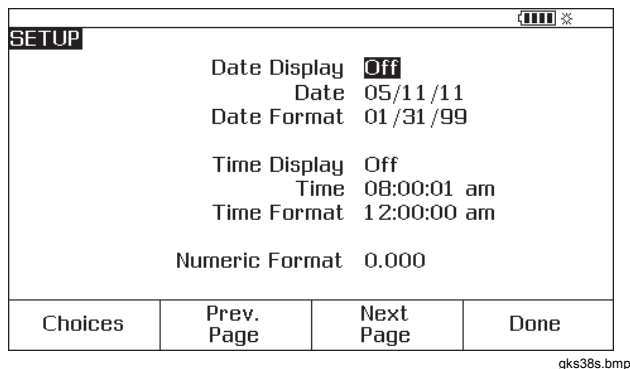 SETUP
Date Display Off
Date 05/11/11
Date Format 01/31/99
Time Display Off
Time 08:00:01 am
Time Format 12:00:00 am
Numeric Format 0.000
Choices
Prev. Page
Next Page
Done
gks38s.bmp